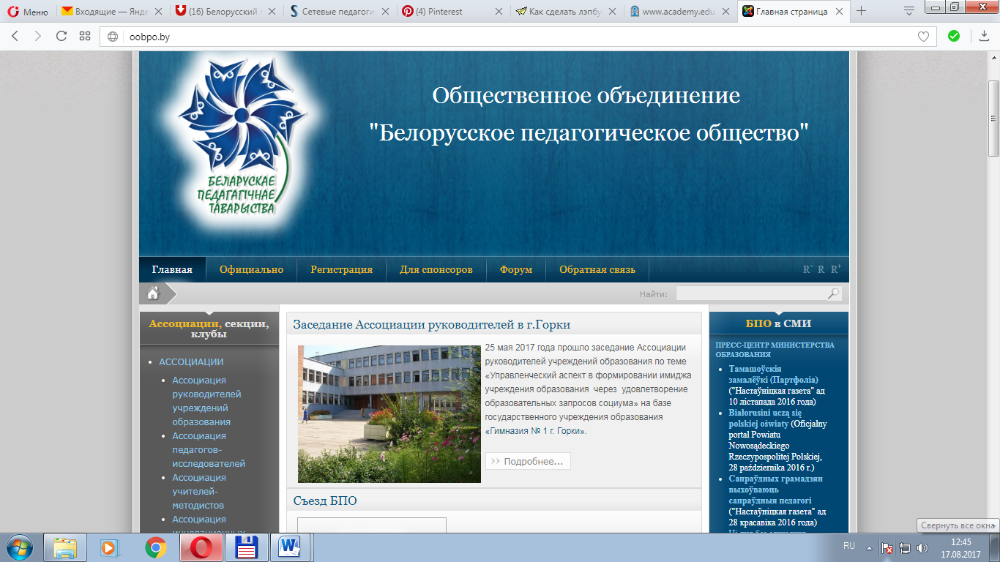 Меню
Входящие — Янде
(16) Белорусский п
Сетевые педагоги
(4) Pinterest
Как сделать лэпбу
www.academy.edu
Главная страница
oobpo.by
БЕЛАРУСКАЕ
ПЕДАГАГІЧНАЕ
ТАВАРЫСТВА
Общественное объединение
"Белорусское педагогическое общество"
Главная
Официально
Регистрация
Для спонсоров
Форум
Обратная связь
R- R R+
Найти:
Ассоциации, секции,
клубы
АССОЦИАЦИИ
Ассоциация
руководителей
учреждений
образования
Ассоциация
педагогов-
исследователей
Ассоциация
учителей-
методистов
Ассоциация
Заседание Ассоциации руководителей в г.Горки
25 мая 2017 года прошло заседание Ассоциации
руководителей учреждений образования по теме
«Управленческий аспект в формировании имиджа
учреждения образования через удовлетворение
образовательных запросов социума» на базе
государственного учреждения образования
«Гимназия № 1 г. Горки».
Подробнее...
Съезд БПО
БПО в СМИ
ПРЕСС-ЦЕНТР МИНИСТЕРСТВА
ОБРАЗОВАНИЯ
Тамашоўскія
замалёўкі (Партфоліа)
("Настаўніцкая газета" ад
10 лістапада 2016 года)
Białorusini uczą się
polskiej oświaty (Oficjalny
portal Powiatu
Nowosądeckiego
Rzeczypospolitej Polskiej,
28 października 2016 r.)
Сапраўдных грамадзян
выхоўваюць
сапраўдныя педагогі
("Настаўніцкая газета" ад
28 красавіка 2016 года)
Свернуть все окна
RU
12:45
17.08.2017